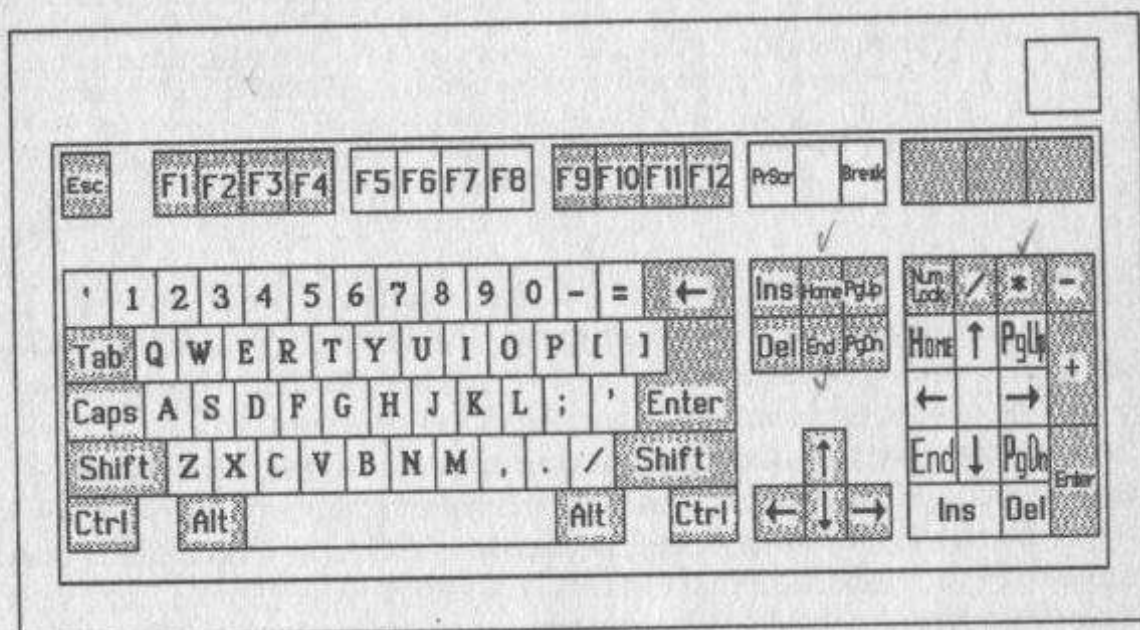 Esc F1 F2 F3 F4 F5 F6 F7 F8 F9 F10 F11 F12 PrScr Break
' 1 2 3 4 5 6 7 8 9 0 - = ← Ins Home PgUp Num Lock / * -
Tab Q W E R T Y U I O P [ ] Del End PgDn Home ↑ PgUp +
Caps A S D F G H J K L ; ' Enter ← →
Shift Z X C V B N M , . / Shift ↑ End ↓ PgDn Enter
Ctrl Alt Alt Ctrl ← ↓ → Ins Del